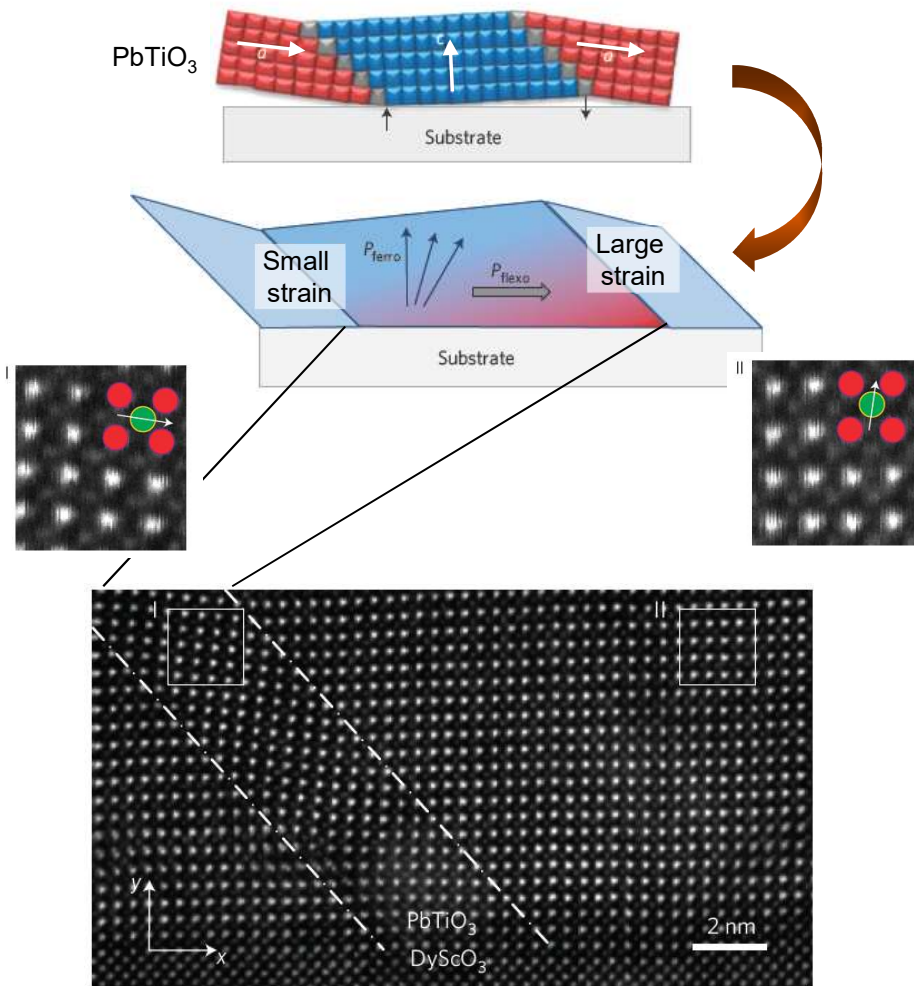 PbTiO3
a
c
a
Substrate
Small
strain
Pferro
Pflexo
Large
strain
Substrate
I
II
I
II
y
x
PbTiO3
DyScO3
2 nm